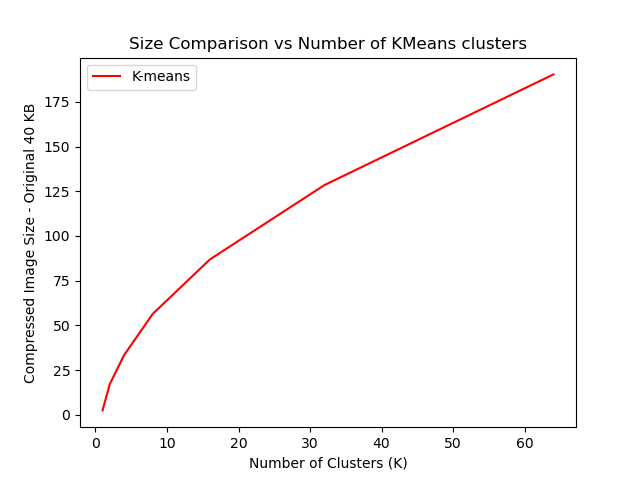 Size Comparison vs Number of KMeans clusters
K-means
Compressed Image Size - Original 40 KB
175
150
125
100
75
50
25
0
0 10 20 30 40 50 60
Number of Clusters (K)